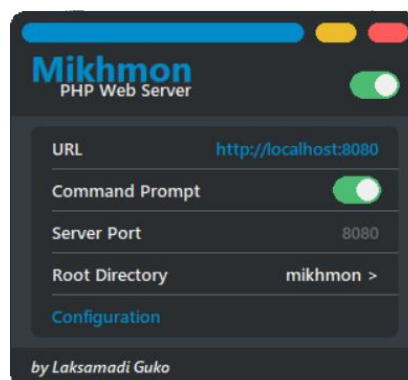 Mikhmon
PHP Web Server
URL http://localhost:8080
Command Prompt
Server Port 8080
Root Directory mikhmon >
Configuration
by Laksamadi Guko